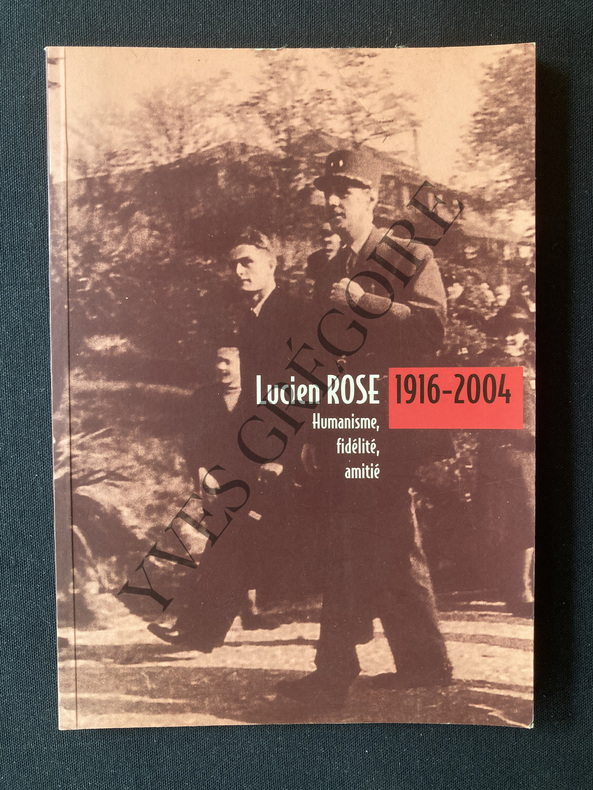 Lucien ROSE 1916-2004
Humanisme,
fidélité,
amitié
YVES GRÉGOIRE